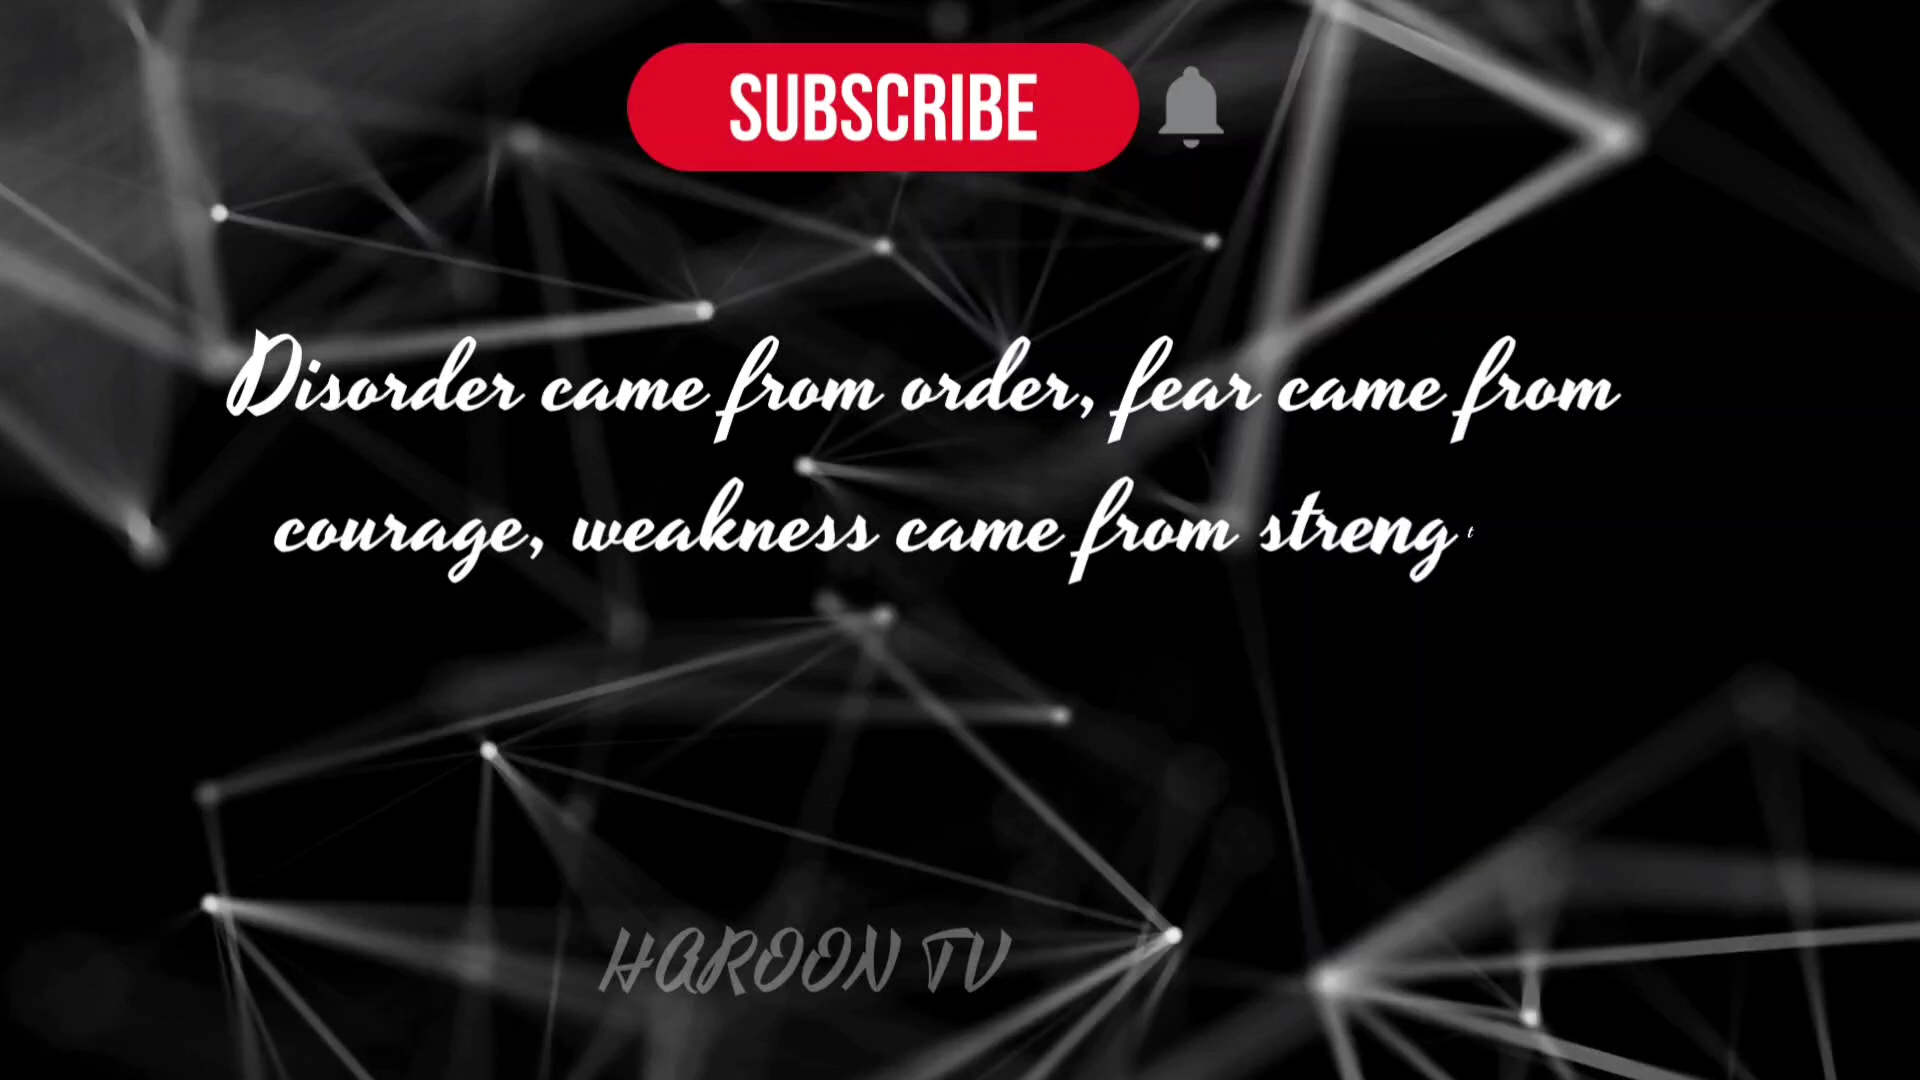 SUBSCRIBE
Disorder came from order, fear came from
courage, weakness came from streng t
HAROON TV